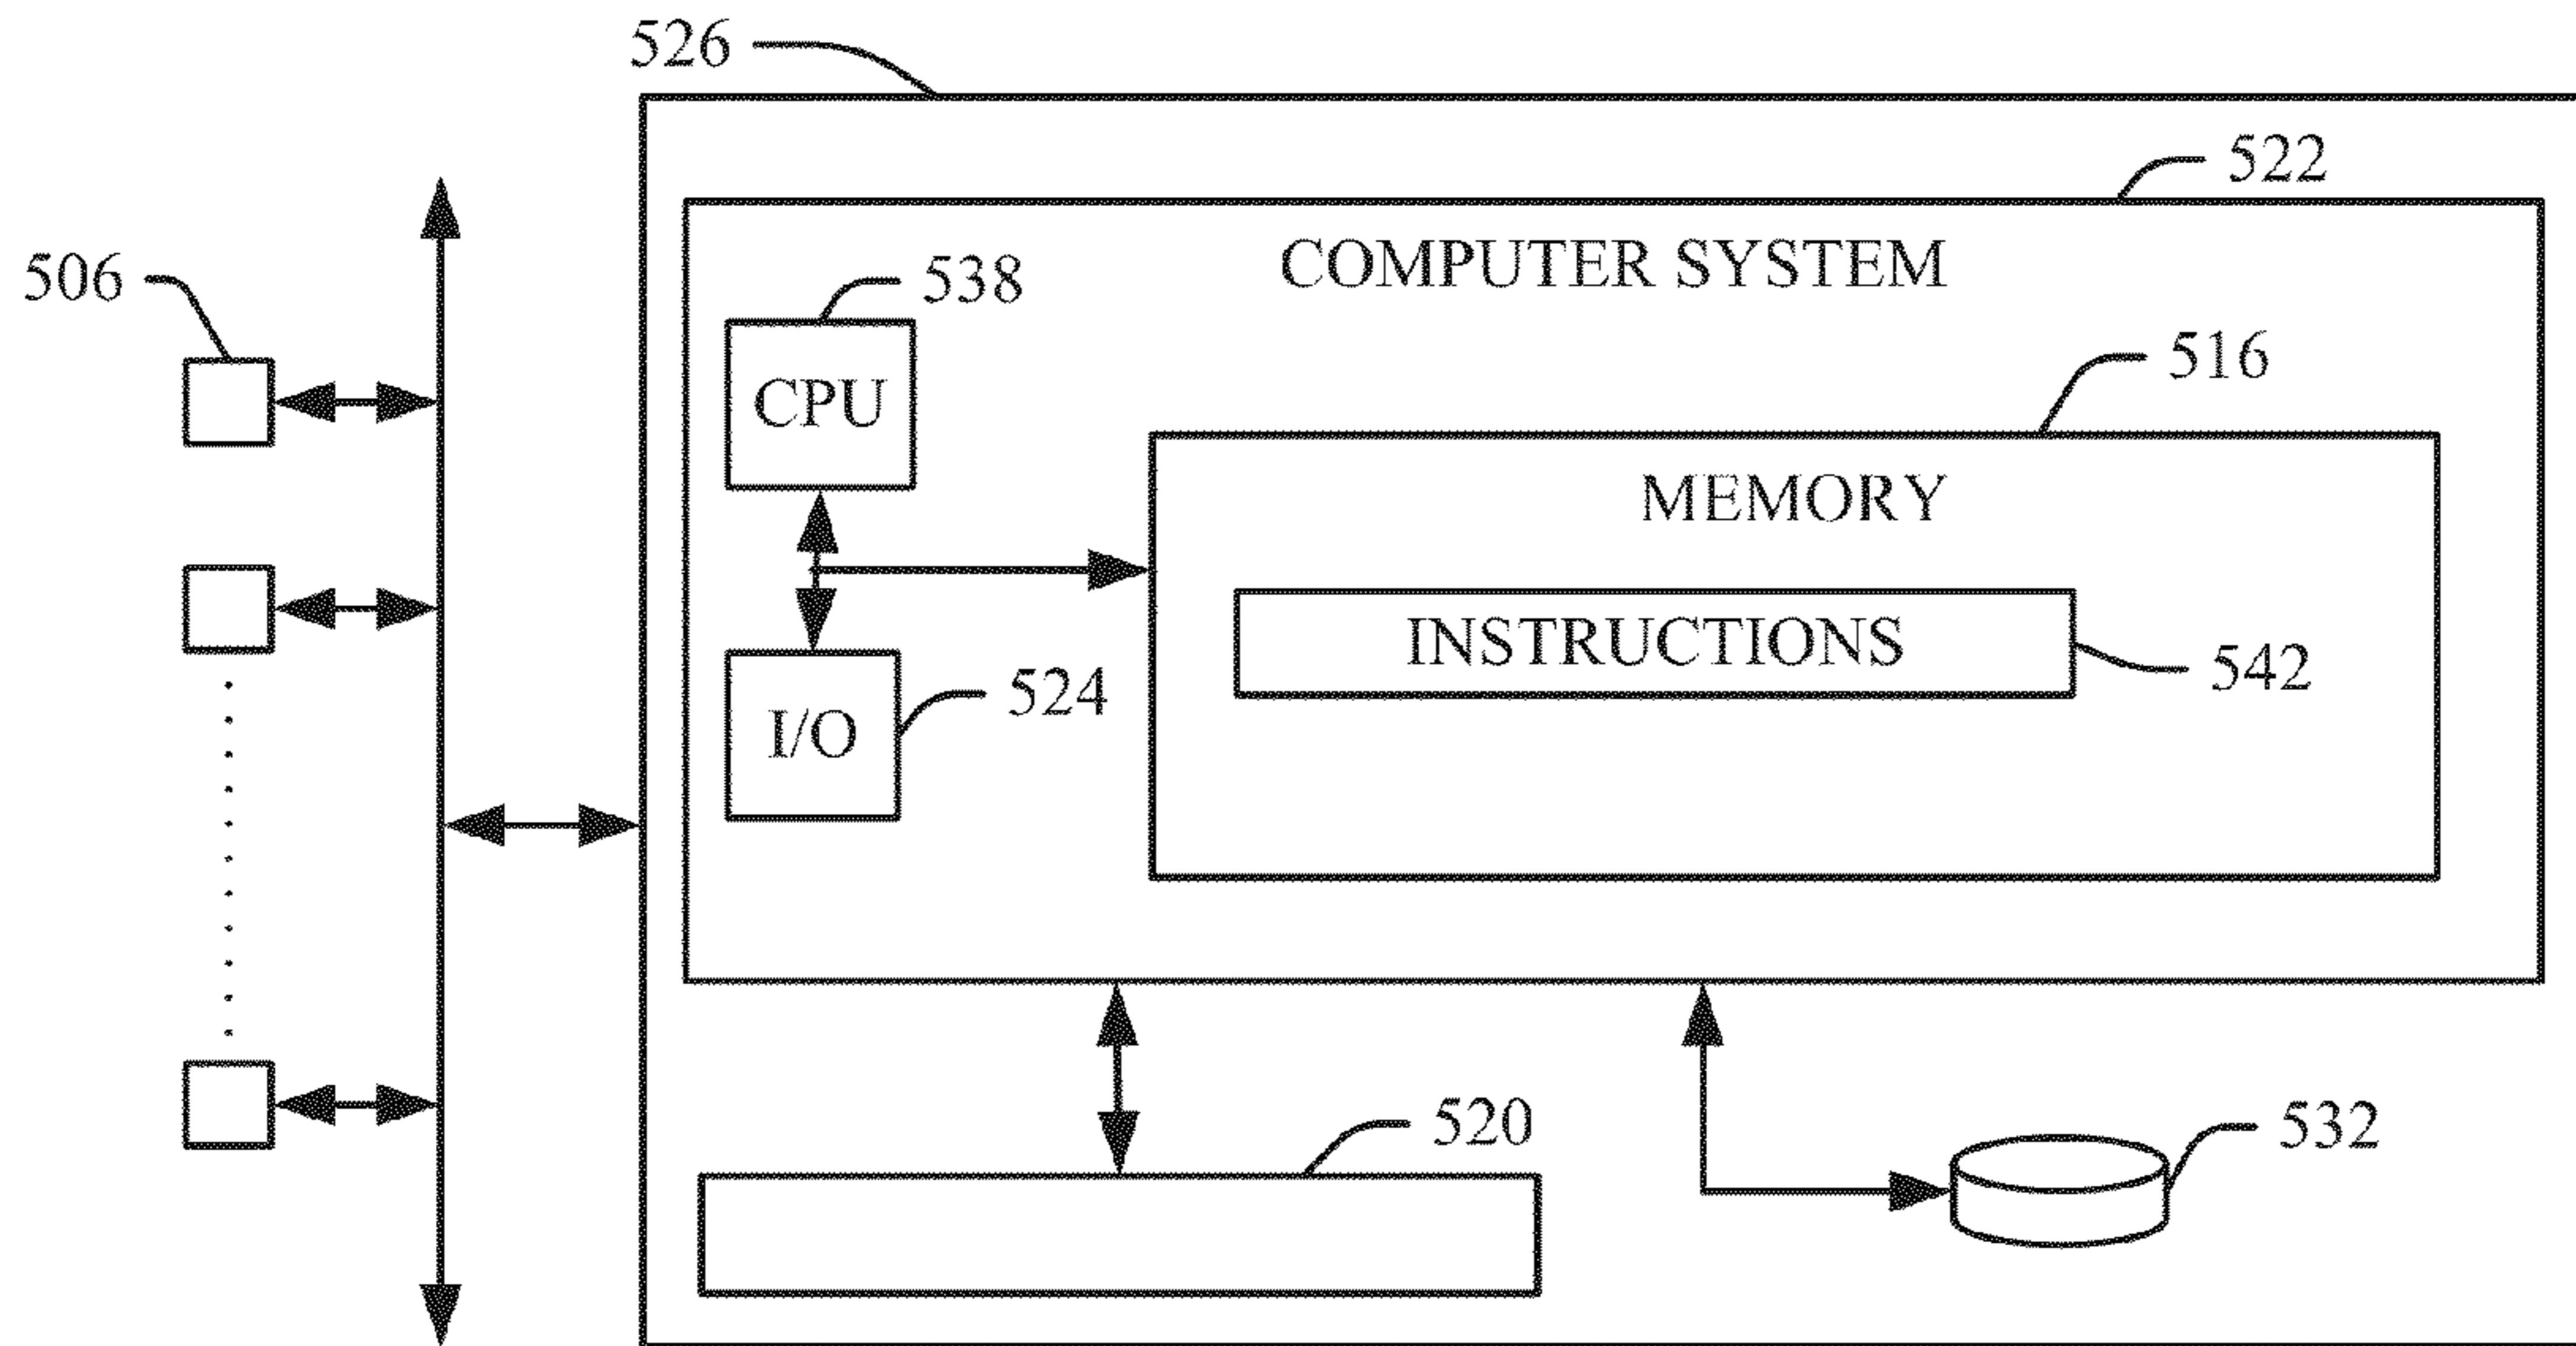 526
522
COMPUTER SYSTEM
506
538
516
CPU
MEMORY
INSTRUCTIONS
542
524
I/O
520
532